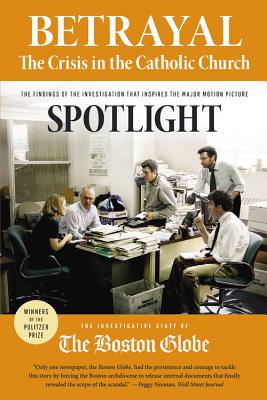 BETRAYAL
The Crisis in the Catholic Church
THE FINDINGS OF THE INVESTIGATION THAT INSPIRED THE MAJOR MOTION PICTURE
SPOTLIGHT
WINNERS
OF THE
PULITZER
PRIZE
THE INVESTIGATIVE STAFF OF
The Boston Globe
"Only one newspaper, the Boston Globe, had the persistence and courage to tackle
this story by forcing the Boston archdiocese to release internal documents that finally
revealed the scope of the scandal." — Peggy Noonan, Wall Street Journal